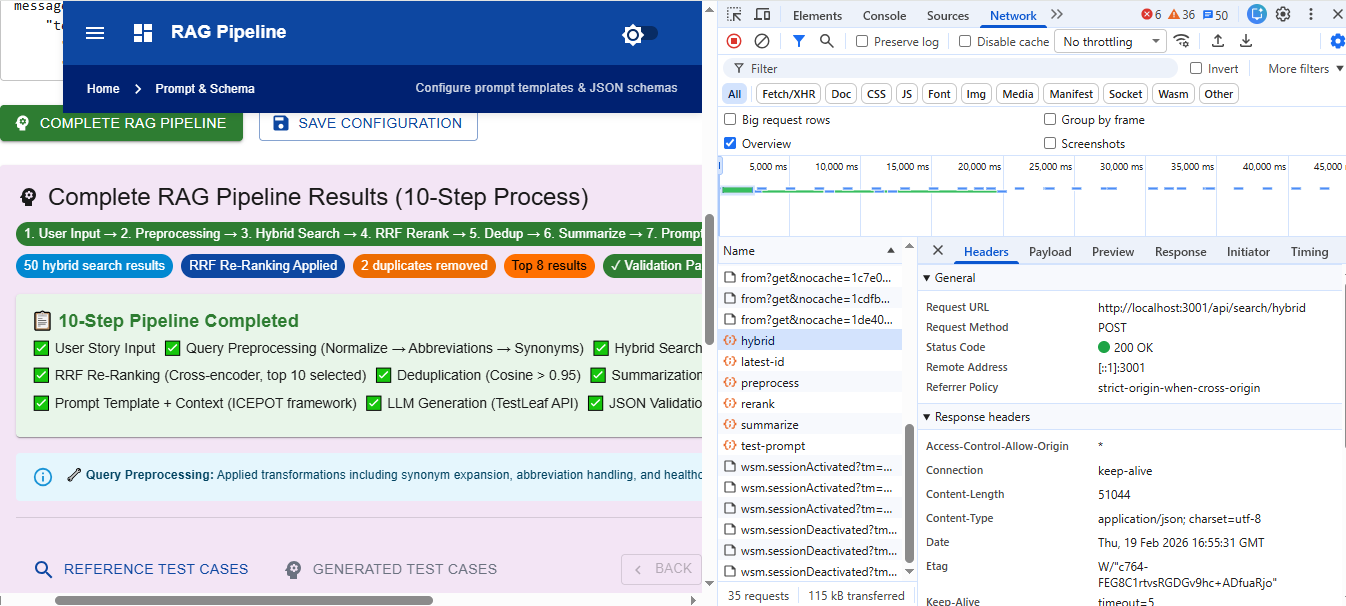 message
"te
RAG Pipeline
Home > Prompt & Schema
Configure prompt templates & JSON schemas
COMPLETE RAG PIPELINE
SAVE CONFIGURATION
Complete RAG Pipeline Results (10-Step Process)
1. User Input → 2. Preprocessing → 3. Hybrid Search → 4. RRF Rerank → 5. Dedup → 6. Summarize → 7. Prompt
50 hybrid search results
RRF Re-Ranking Applied
2 duplicates removed
Top 8 results
✓ Validation Pa
10-Step Pipeline Completed
✅ User Story Input ✅ Query Preprocessing (Normalize → Abbreviations → Synonyms) ✅ Hybrid Search
✅ RRF Re-Ranking (Cross-encoder, top 10 selected) ✅ Deduplication (Cosine > 0.95) ✅ Summarization
✅ Prompt Template + Context (ICEPOT framework) ✅ LLM Generation (TestLeaf API) ✅ JSON Validatio
Query Preprocessing: Applied transformations including synonym expansion, abbreviation handling, and healthc
REFERENCE TEST CASES
GENERATED TEST CASES
BACK
Elements
Console
Sources
Network
6
36
50
Preserve log
Disable cache
No throttling
Filter
Invert
More filters
All
Fetch/XHR
Doc
CSS
JS
Font
Img
Media
Manifest
Socket
Wasm
Other
Big request rows
Group by frame
Overview
Screenshots
5,000 ms
10,000 ms
15,000 ms
20,000 ms
25,000 ms
30,000 ms
35,000 ms
40,000 ms
45,000
Name
from?get&nocache=1c7e0...
from?get&nocache=1cdfb...
from?get&nocache=1de40...
hybrid
latest-id
preprocess
rerank
summarize
test-prompt
wsm.sessionActivated?tm=...
wsm.sessionActivated?tm=...
wsm.sessionActivated?tm=...
wsm.sessionDeactivated?tm...
wsm.sessionDeactivated?tm...
wsm.sessionDeactivated?tm...
35 requests
115 kB transferred
Headers
Payload
Preview
Response
Initiator
Timing
General
Request URL http://localhost:3001/api/search/hybrid
Request Method POST
Status Code 200 OK
Remote Address [::1]:3001
Referrer Policy strict-origin-when-cross-origin
Response headers
Access-Control-Allow-Origin *
Connection keep-alive
Content-Length 51044
Content-Type application/json; charset=utf-8
Date Thu, 19 Feb 2026 16:55:31 GMT
Etag W/"c764-
FEG8C1rtvsRGDGv9hc+ADfuaRjo"
Keep-Alive timeout=5